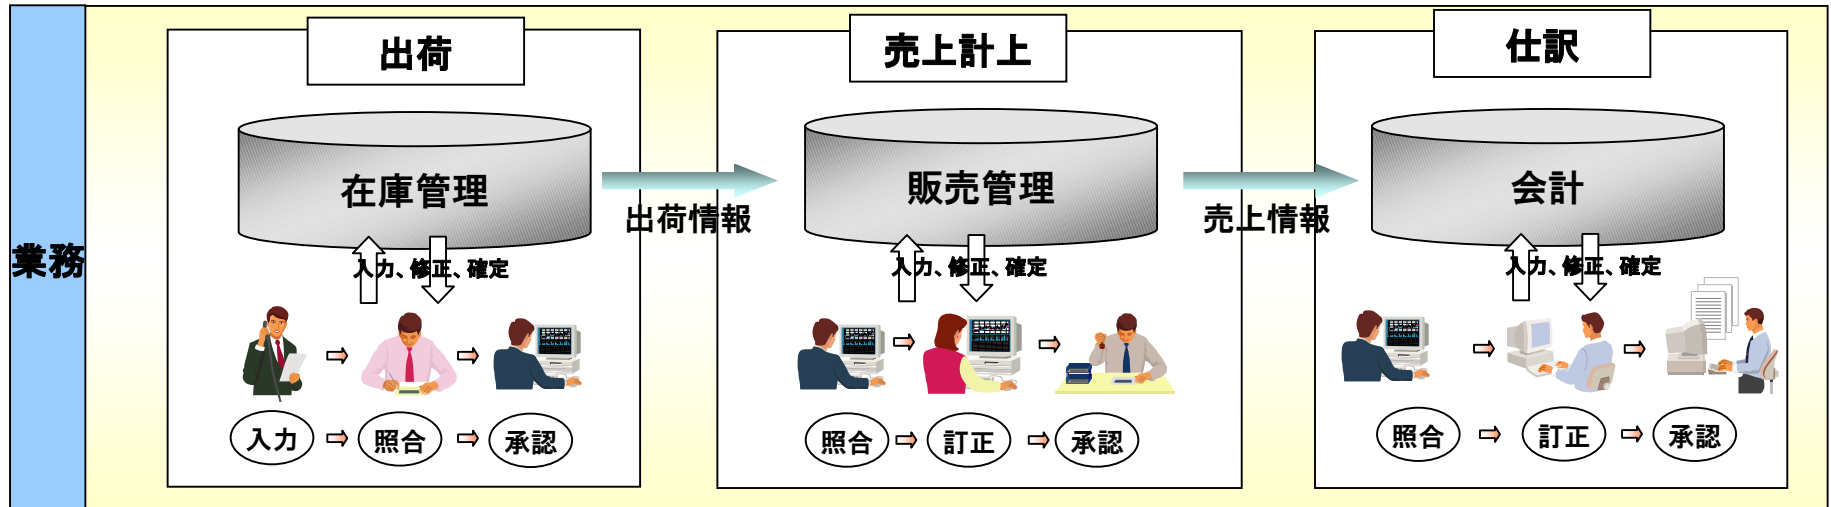 業務
出荷
在庫管理
入力、修正、確定
入力
照合
承認
出荷情報
売上計上
販売管理
入力、修正、確定
照合
訂正
承認
売上情報
仕訳
会計
入力、修正、確定
照合
訂正
承認